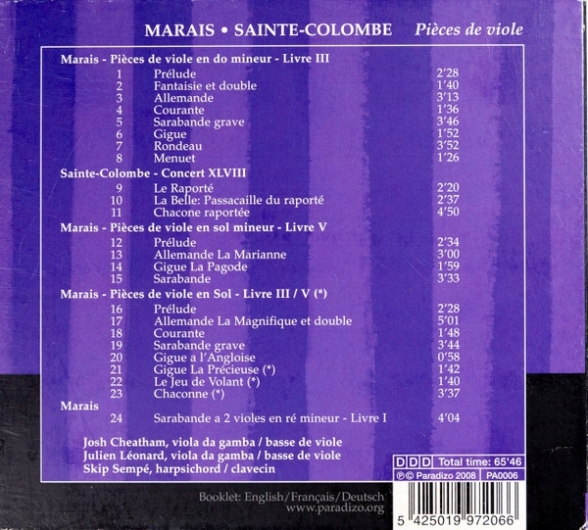 MARAIS • SAINTE-COLOMBE Pièces de viole
Marais - Pièces de viole en do mineur - Livre III
1 Prélude 2'28
2 Fantaisie et double 1'40
3 Allemande 3'13
4 Courante 1'36
5 Sarabande grave 3'46
6 Gigue 1'52
7 Rondeau 3'52
8 Menuet 1'26
Sainte-Colombe - Concert XLVIII
9 Le Raporté 2'20
10 La Belle: Passacaille du raporté 2'37
11 Chacone raportée 4'50
Marais - Pièces de viole en sol mineur - Livre V
12 Prélude 2'34
13 Allemande La Marianne 3'00
14 Gigue La Pagode 1'59
15 Sarabande 3'33
Marais - Pièces de viole en Sol - Livre III / V (*)
16 Prélude 2'28
17 Allemande La Magnifique et double 5'01
18 Courante 1'48
19 Sarabande grave 3'44
20 Gigue a l'Angloise 0'58
21 Gigue La Précieuse (*) 1'42
22 Le Jeu de Volant (*) 1'40
23 Chaconne (*) 3'37
Marais
24 Sarabande a 2 violes en ré mineur - Livre I 4'04
Josh Cheatham, viola da gamba / basse de viole
Julien Léonard, viola da gamba / basse de viole
Skip Sempé, harpsichord / clavecin
DDD Total time: 65'46
℗© Paradizo 2008 PA0006
Booklet: English/Français/Deutsch
www.paradizo.org
5 425019 972066